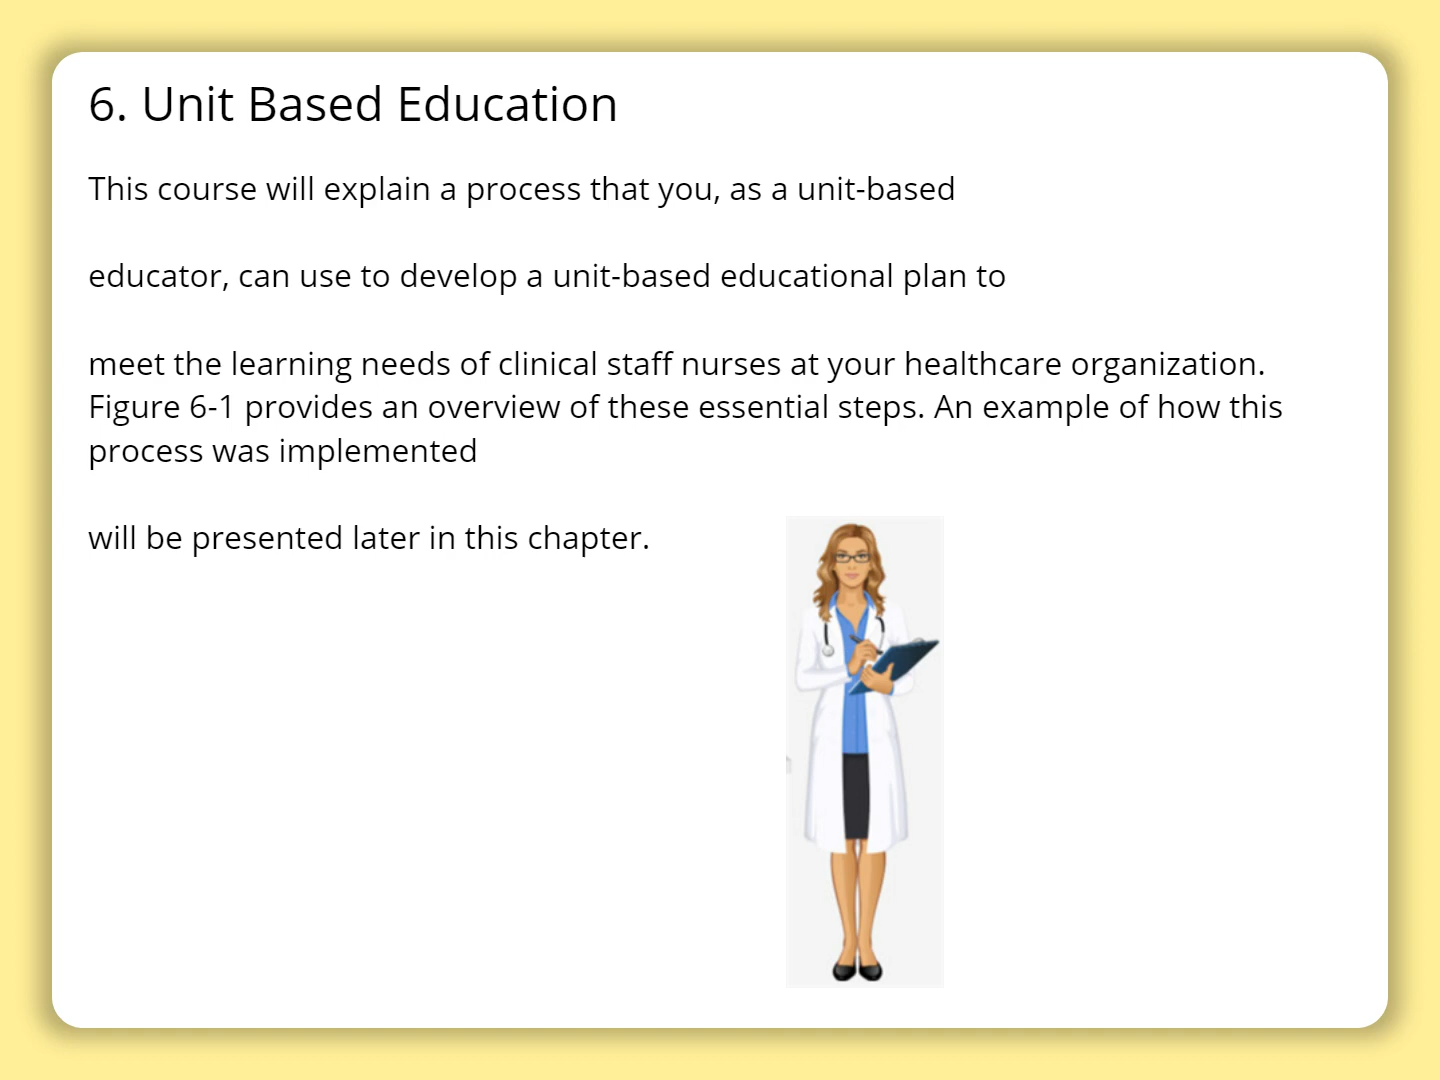 6. Unit Based Education
This course will explain a process that you, as a unit-based
educator, can use to develop a unit-based educational plan to
meet the learning needs of clinical staff nurses at your healthcare organization.
Figure 6-1 provides an overview of these essential steps. An example of how this
process was implemented
will be presented later in this chapter.